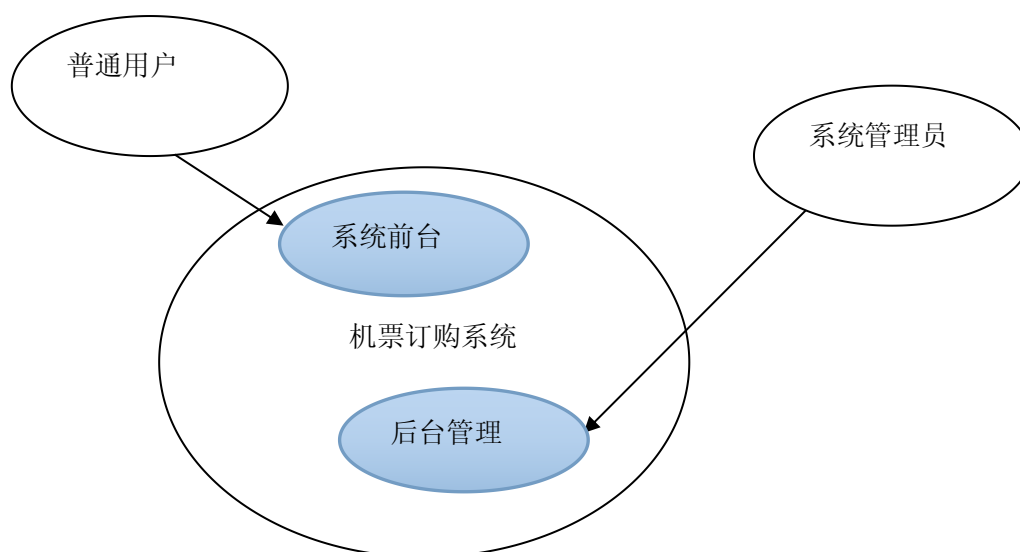 普通用户
系统管理员
系统前台
机票订购系统
后台管理